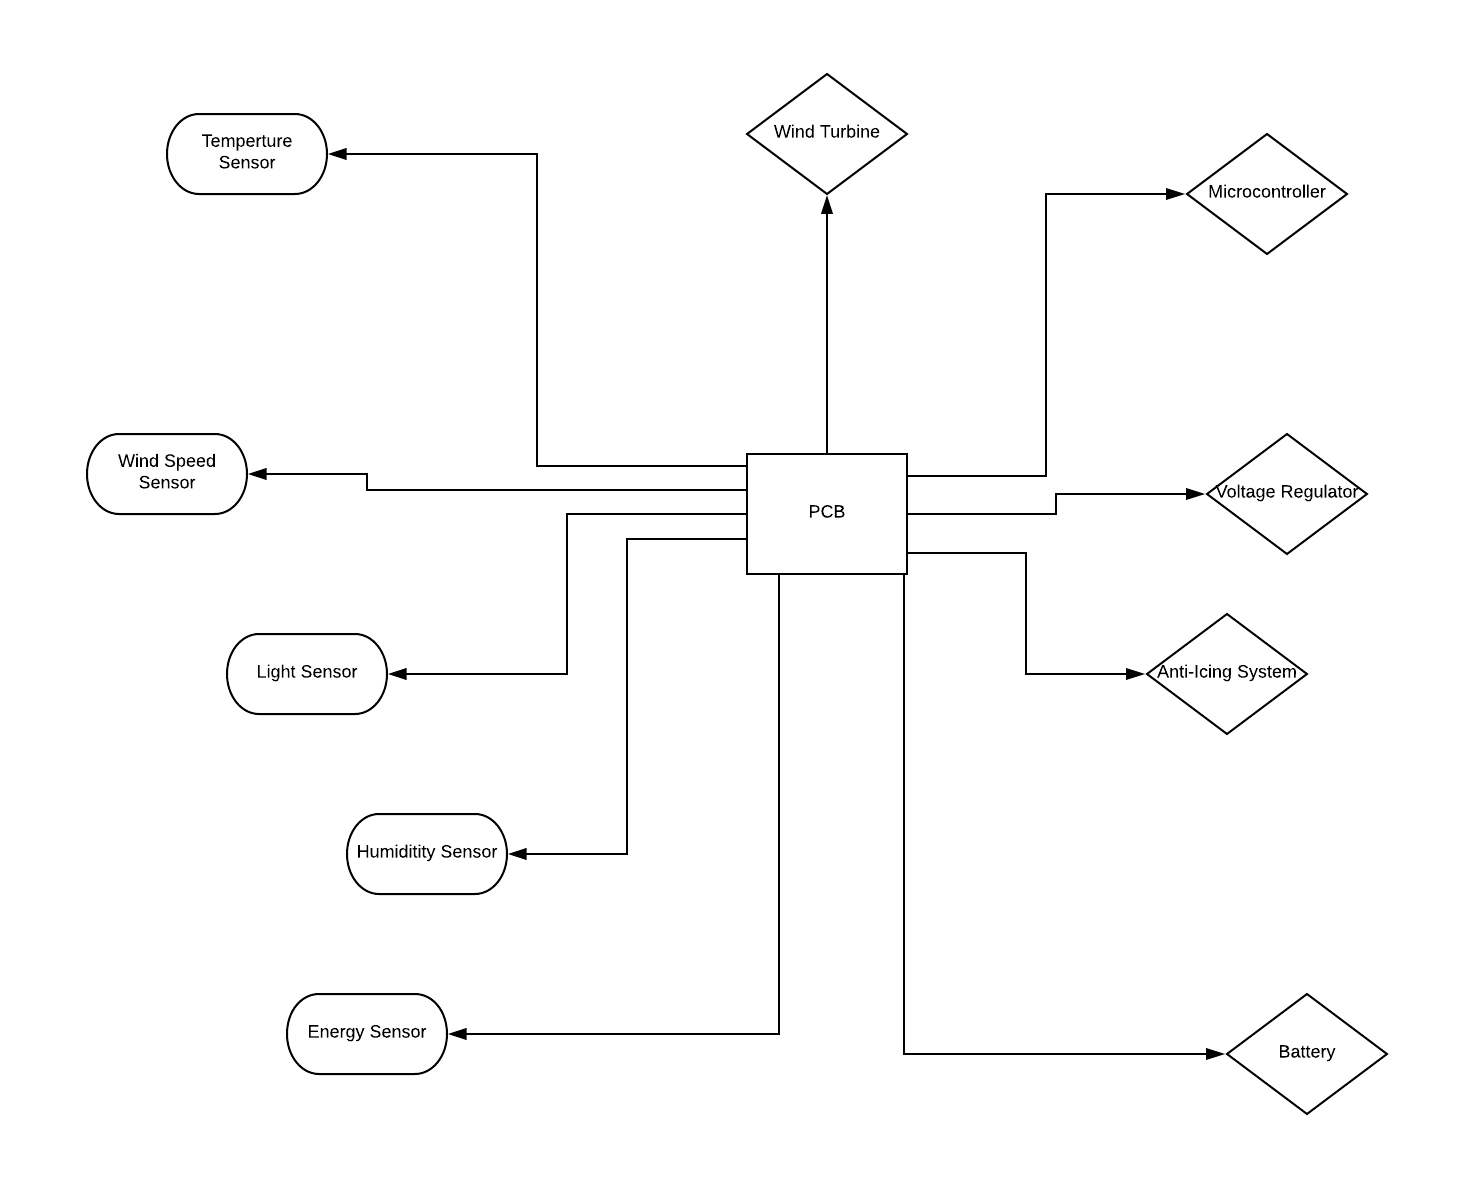 Wind Turbine
Temperture
Sensor
Microcontroller
Wind Speed
Sensor
Voltage Regulator
PCB
Light Sensor
Anti-Icing System
Humiditity Sensor
Energy Sensor
Battery